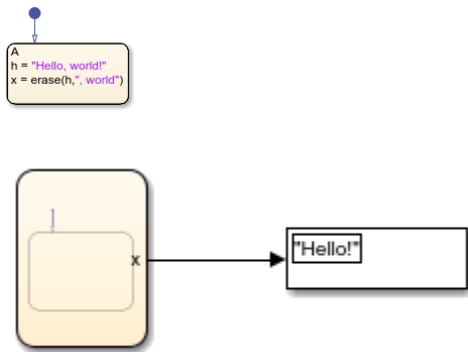 A
h = "Hello, world!"
x = erase(h,", world")
x
"Hello!"